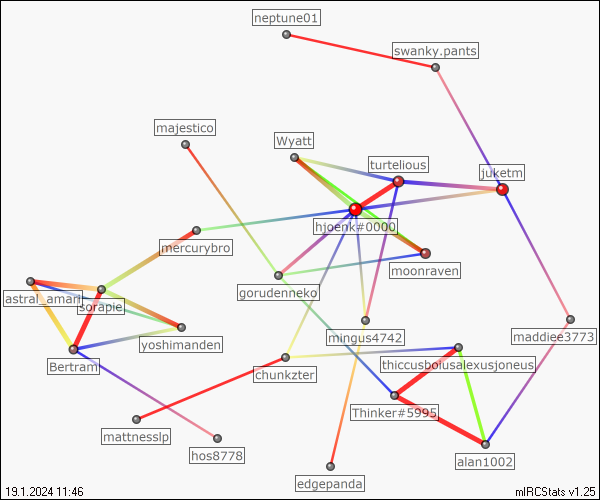 neptune01
swanky.pants
majestico
Wyatt
turtelious
juketm
hjoenk#0000
mercurybro
moonraven
gorudenneko
astral_amari
sorapie
mingus4742
maddiee3773
yoshimanden
Bertram
thiccusboiusalexusjoneus
chunkzter
Thinker#5995
mattnesslp
hos8778
alan1002
edgepanda
19.1.2024 11:46
mIRCStats v1.25